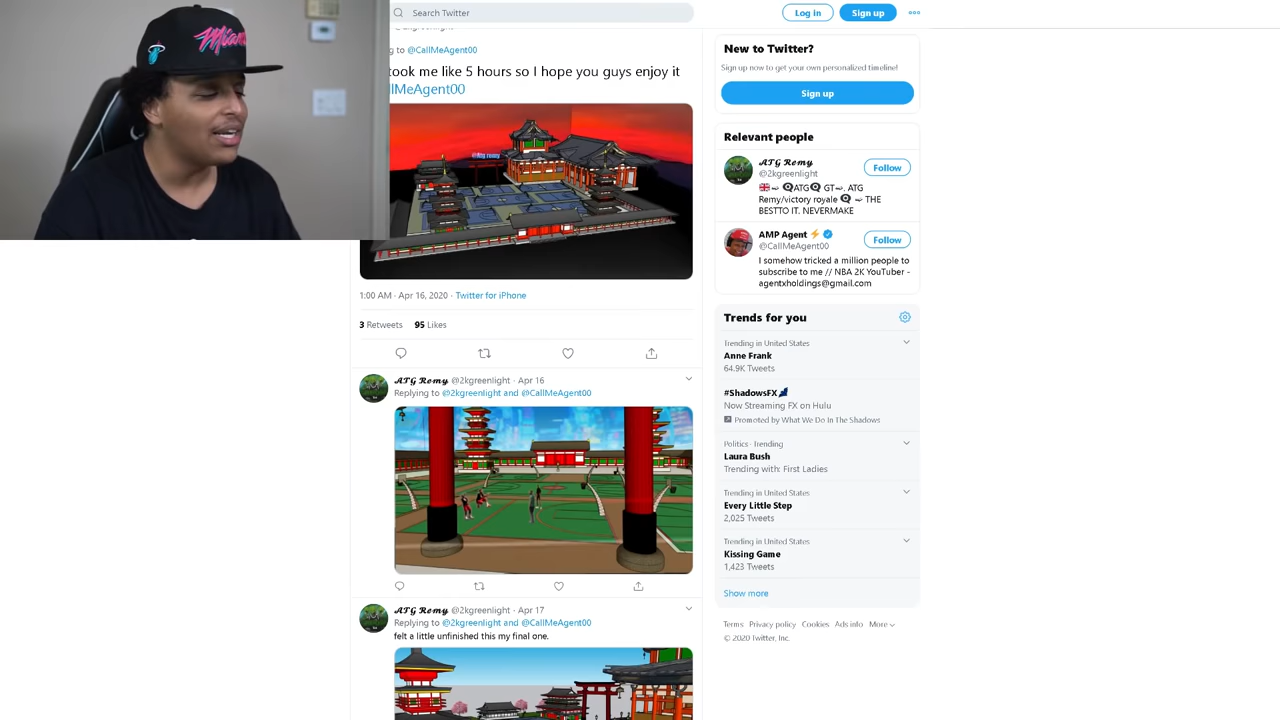 Miami
Search Twitter
Log in
Sign up
to @CallMeAgent00
took me like 5 hours so I hope you guys enjoy it
llMeAgent00
@Atg remy
1:00 AM · Apr 16, 2020 · Twitter for iPhone
3 Retweets 95 Likes
ATG Remy @2kgreenlight · Apr 16
Replying to @2kgreenlight and @CallMeAgent00
ATG Remy @2kgreenlight · Apr 17
Replying to @2kgreenlight and @CallMeAgent00
felt a little unfinished this my final one.
New to Twitter?
Sign up now to get your own personalized timeline!
Sign up
Relevant people
ATG Remy
@2kgreenlight
Follow
🇬🇧 ATG GT ATG
Remy/victory royale THE
BESTTO IT. NEVERMAKE
AMP Agent ⚡
@CallMeAgent00
Follow
I somehow tricked a million people to
subscribe to me // NBA 2K YouTuber -
agentxholdings@gmail.com
Trends for you
Trending in United States
Anne Frank
64.9K Tweets
#ShadowsFX
Now Streaming FX on Hulu
Promoted by What We Do In The Shadows
Politics · Trending
Laura Bush
Trending with: First Ladies
Trending in United States
Every Little Step
2,025 Tweets
Trending in United States
Kissing Game
1,423 Tweets
Show more
Terms Privacy policy Cookies Ads info More
© 2020 Twitter, Inc.